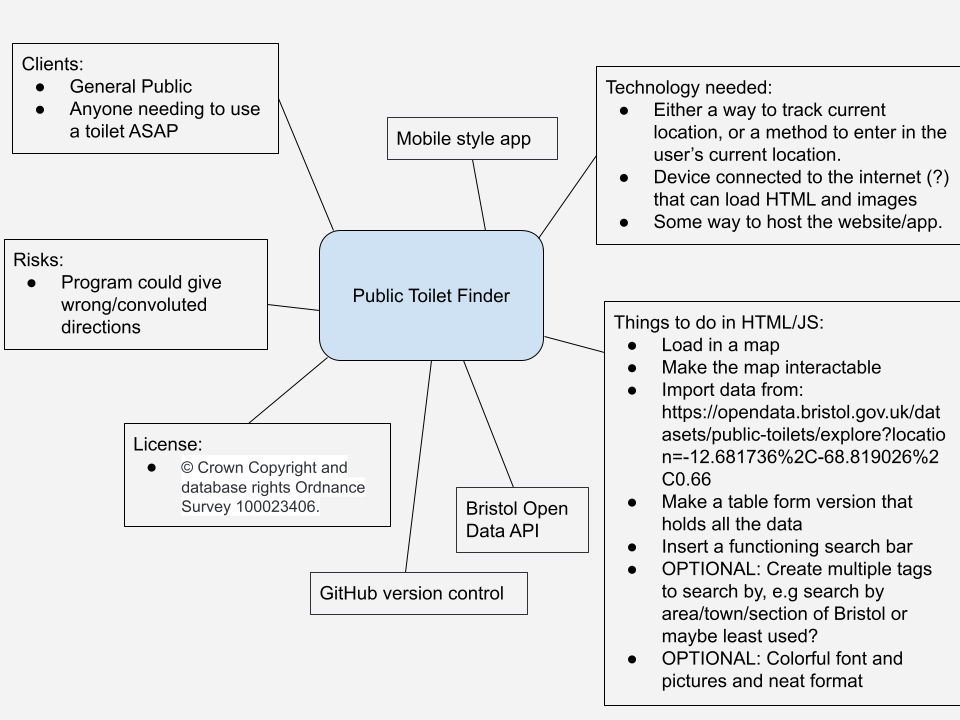 Clients:
● General Public
● Anyone needing to use
a toilet ASAP
Mobile style app
Technology needed:
● Either a way to track current
location, or a method to enter in the
user’s current location.
● Device connected to the internet (?)
that can load HTML and images
● Some way to host the website/app.
Risks:
● Program could give
wrong/convoluted
directions
Public Toilet Finder
Things to do in HTML/JS:
● Load in a map
● Make the map interactable
● Import data from:
https://opendata.bristol.gov.uk/dat
asets/public-toilets/explore?locatio
n=-12.681736%2C-68.819026%2
C0.66
● Make a table form version that
holds all the data
● Insert a functioning search bar
● OPTIONAL: Create multiple tags
to search by, e.g search by
area/town/section of Bristol or
maybe least used?
● OPTIONAL: Colorful font and
pictures and neat format
License:
● © Crown Copyright and
database rights Ordnance
Survey 100023406.
Bristol Open
Data API
GitHub version control